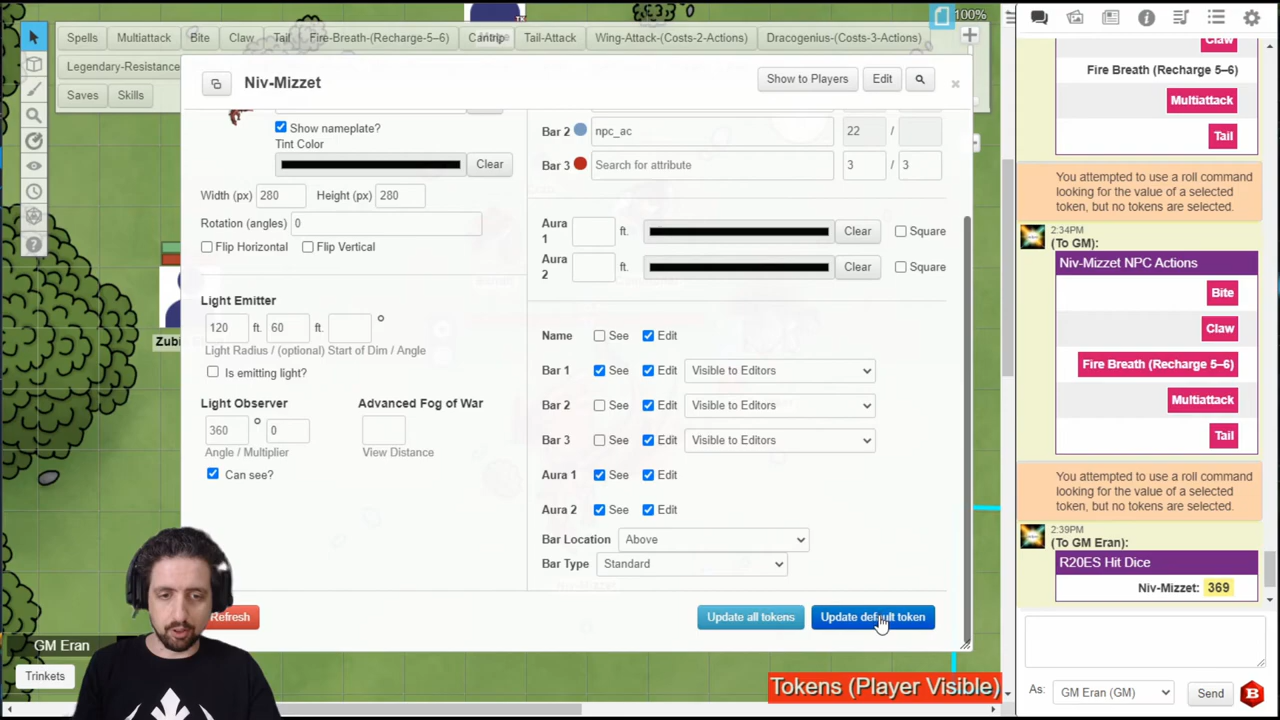 100%
Spells Multiattack Bite Claw Tail Fire-Breath-(Recharge-5–6) Cantrip Tail-Attack Wing-Attack-(Costs-2-Actions) Dracogenius-(Costs-3-Actions)
Legendary-Resistance
Saves Skills
Niv-Mizzet
Show to Players Edit
Show nameplate?
Tint Color
Clear
Width (px) 280 Height (px) 280
Rotation (angles) 0
Flip Horizontal Flip Vertical
Light Emitter
120 ft. 60 ft.
Light Radius / (optional) Start of Dim / Angle
Is emitting light?
Light Observer Advanced Fog of War
360 ° 0
Angle / Multiplier View Distance
Can see?
Refresh
Bar 2 npc_ac 22 /
Bar 3 Search for attribute 3 / 3
Aura 1 ft. Clear Square
Aura 2 ft. Clear Square
Name See Edit
Bar 1 See Edit Visible to Editors
Bar 2 See Edit Visible to Editors
Bar 3 See Edit Visible to Editors
Aura 1 See Edit
Aura 2 See Edit
Bar Location Above
Bar Type Standard
Update all tokens Update default token
GM Eran
Trinkets
Tokens (Player Visible)
Claw
Fire Breath (Recharge 5–6)
Multiattack
Tail
You attempted to use a roll command
looking for the value of a selected
token, but no tokens are selected.
2:34PM
(To GM):
Niv-Mizzet NPC Actions
Bite
Claw
Fire Breath (Recharge 5–6)
Multiattack
Tail
You attempted to use a roll command
looking for the value of a selected
token, but no tokens are selected.
2:39PM
(To GM Eran):
R20ES Hit Dice
Niv-Mizzet: 369
As: GM Eran (GM) Send